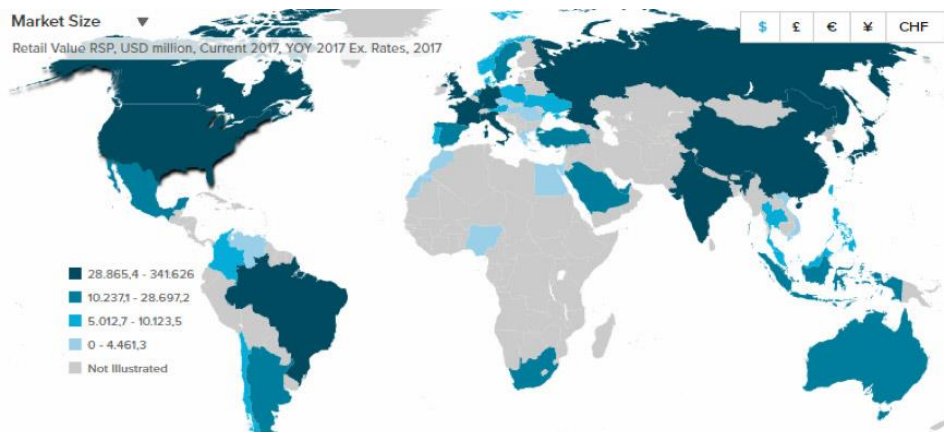 Market Size
$ £ € ¥ CHF
Retail Value RSP, USD million, Current 2017, YOY 2017 Ex. Rates, 2017
28.865,4 - 341.626
10.237,1 - 28.697,2
5.012,7 - 10.123,5
0 - 4.461,3
Not Illustrated